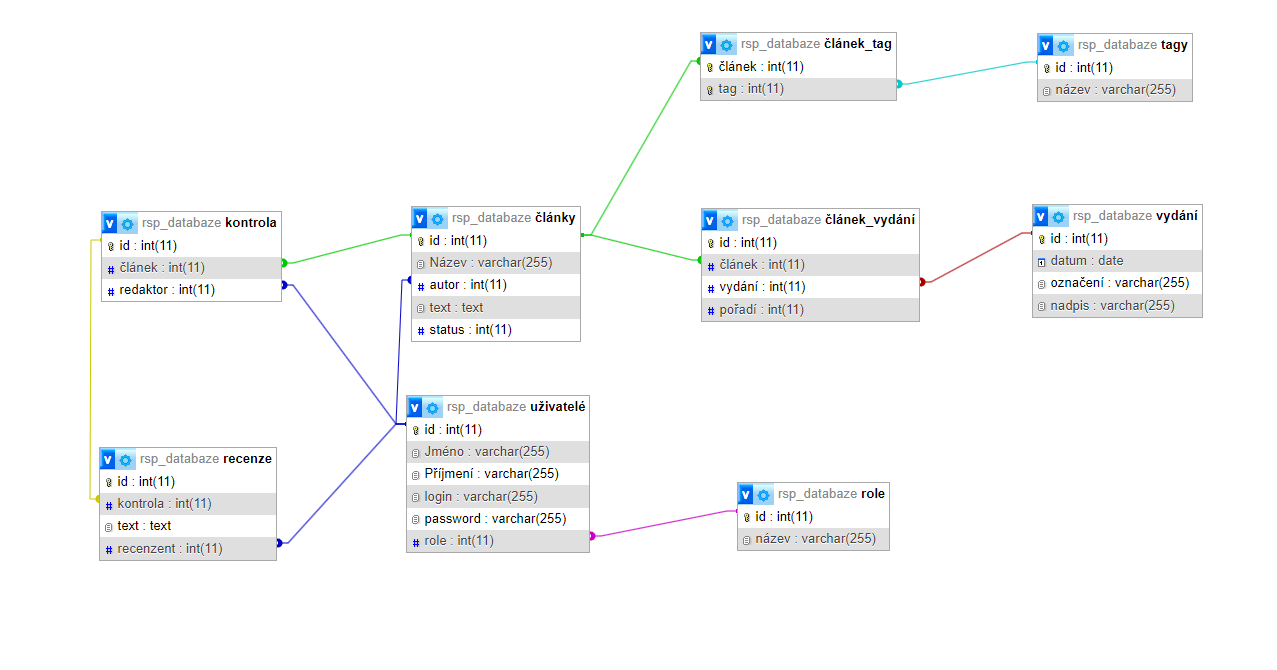 rsp_databaze článek_tag
článek : int(11)
tag : int(11)
rsp_databaze tagy
id : int(11)
název : varchar(255)
rsp_databaze kontrola
id : int(11)
článek : int(11)
redaktor : int(11)
rsp_databaze články
id : int(11)
Název : varchar(255)
autor : int(11)
text : text
status : int(11)
rsp_databaze článek_vydání
id : int(11)
článek : int(11)
vydání : int(11)
pořadí : int(11)
rsp_databaze vydání
id : int(11)
datum : date
označení : varchar(255)
nadpis : varchar(255)
rsp_databaze recenze
id : int(11)
kontrola : int(11)
text : text
recenzent : int(11)
rsp_databaze uživatelé
id : int(11)
Jméno : varchar(255)
Příjmení : varchar(255)
login : varchar(255)
password : varchar(255)
role : int(11)
rsp_databaze role
id : int(11)
název : varchar(255)